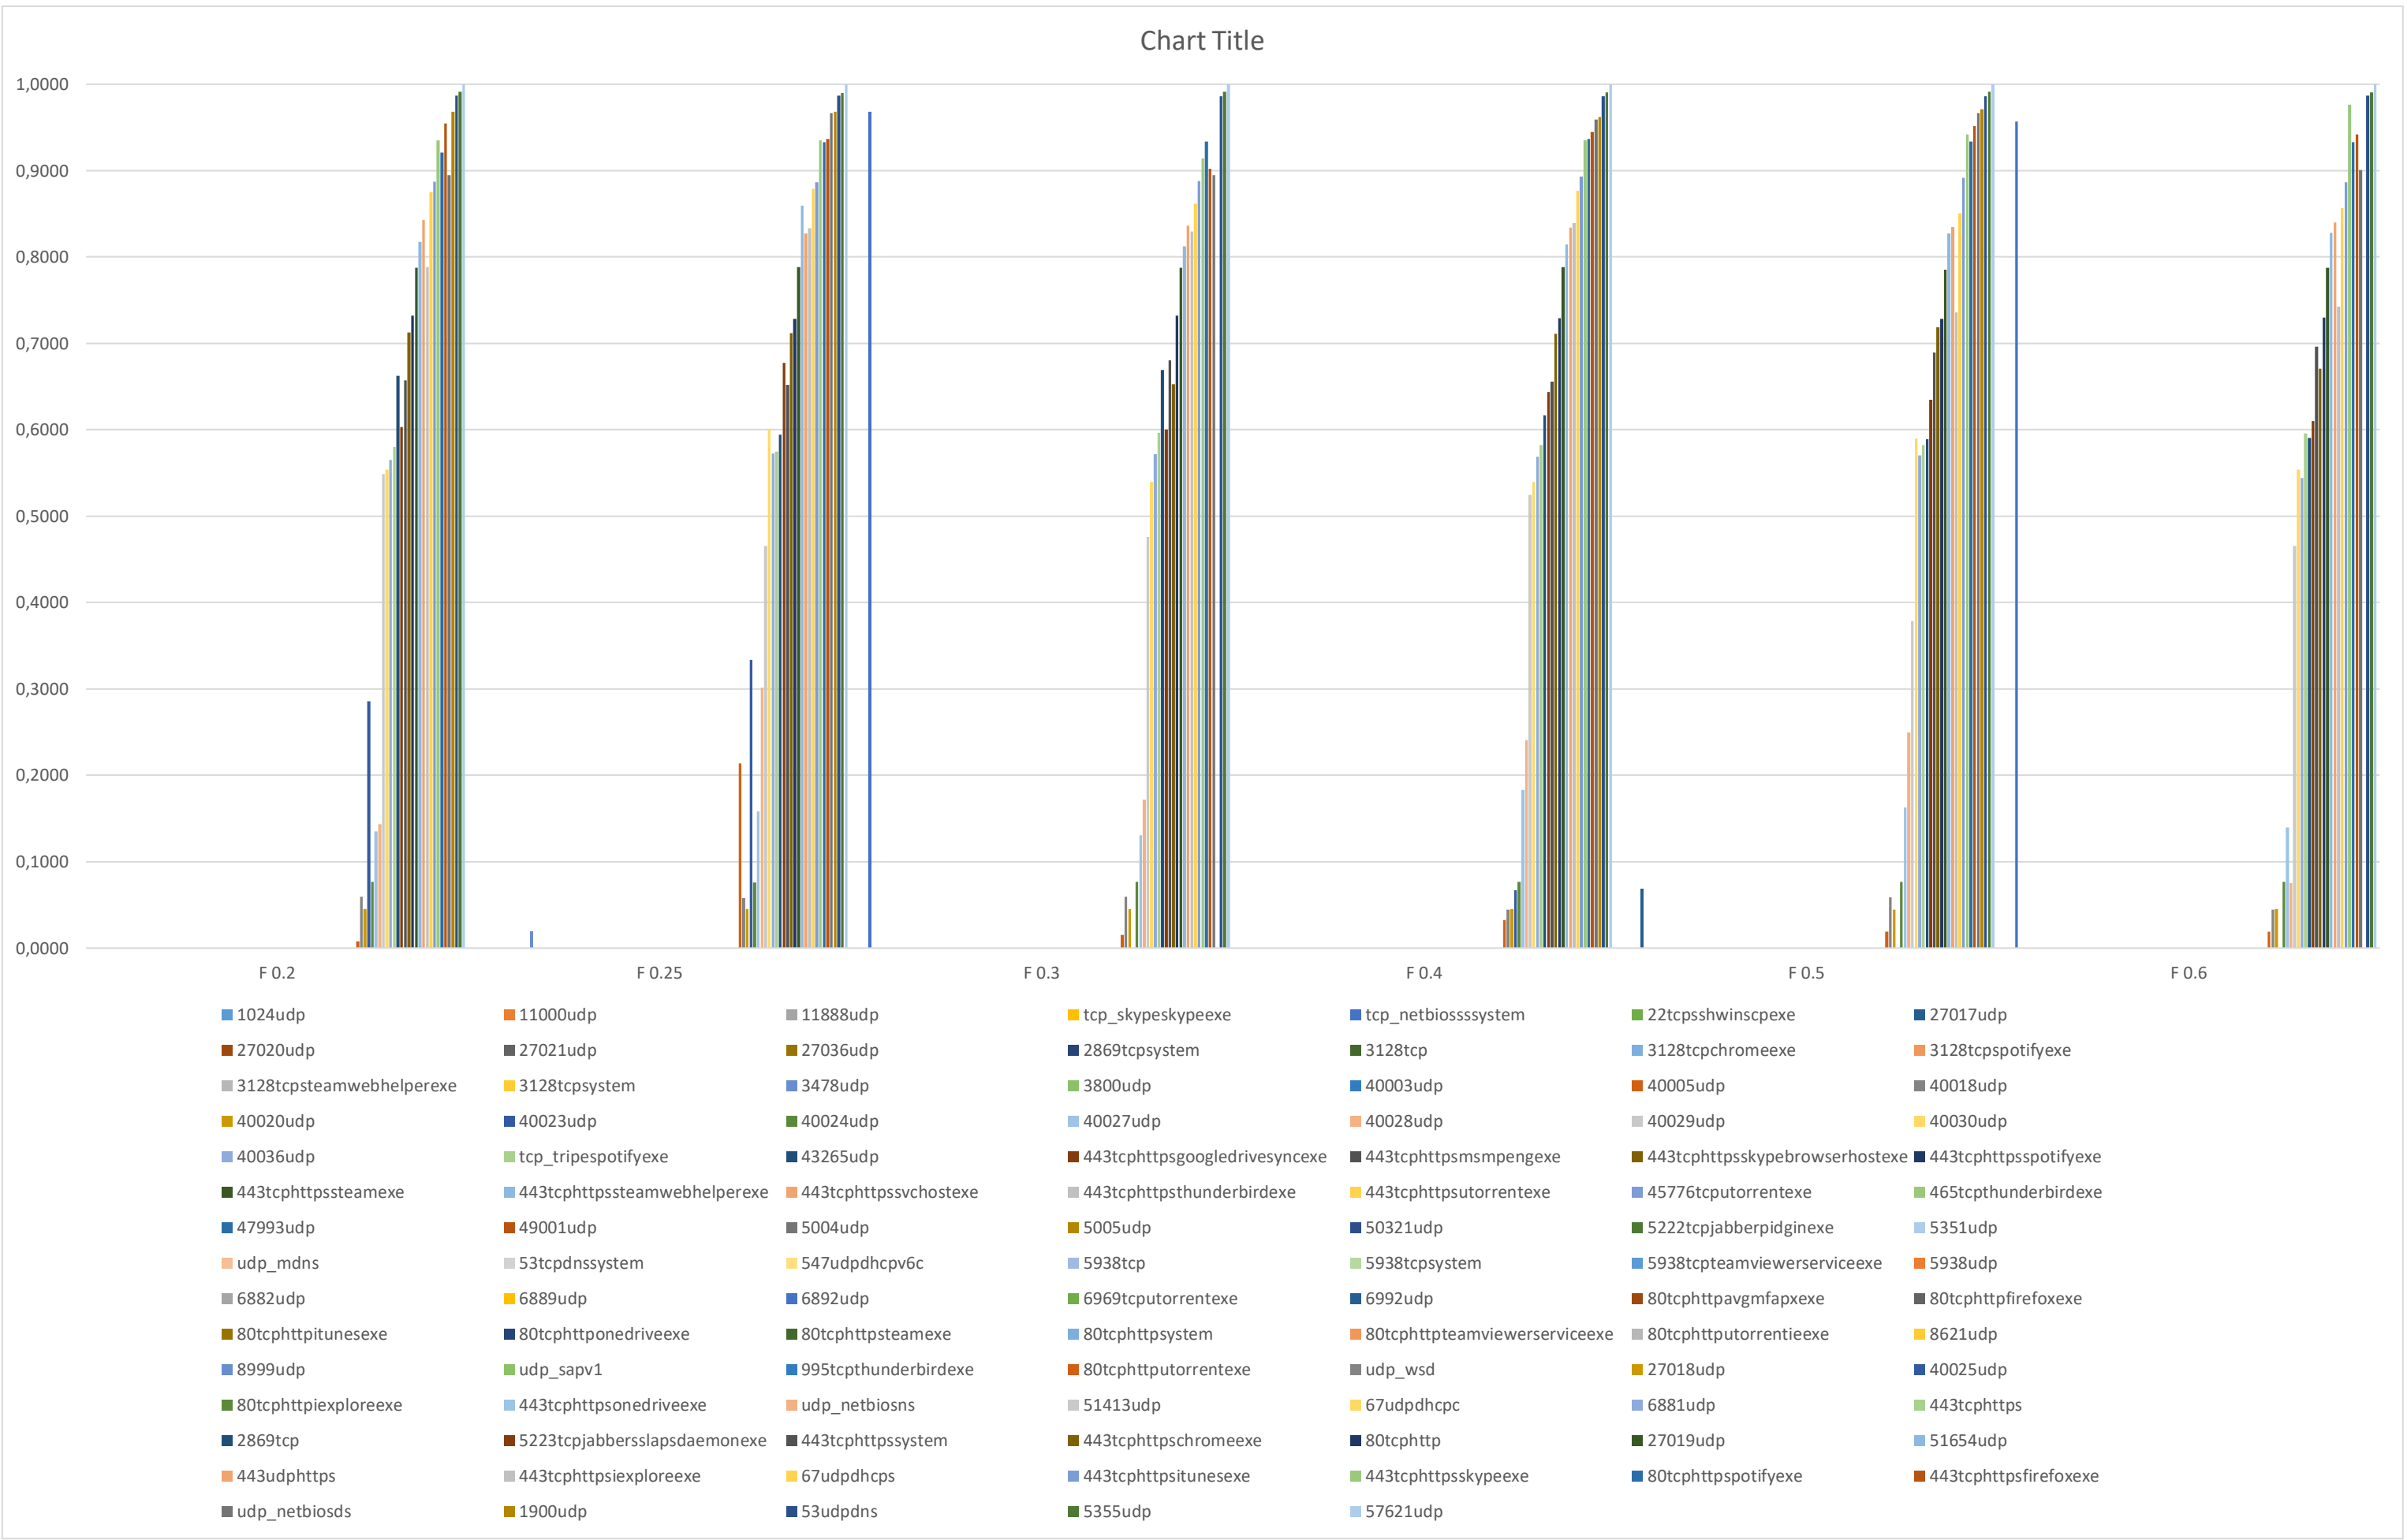 Chart Title
1,0000
0,9000
0,8000
0,7000
0,6000
0,5000
0,4000
0,3000
0,2000
0,1000
0,0000
F 0.2 F 0.25 F 0.3 F 0.4 F 0.5 F 0.6
1024udp 11000udp 11888udp tcp_skypeskypeexe tcp_netbiossssystem 22tcpsshwinscpexe 27017udp
27020udp 27021udp 27036udp 2869tcpsystem 3128tcp 3128tcpchromeexe 3128tcpspotifyexe
3128tcpsteamwebhelperexe 3128tcpsystem 3478udp 3800udp 40003udp 40005udp 40018udp
40020udp 40023udp 40024udp 40027udp 40028udp 40029udp 40030udp
40036udp tcp_tripespotifyexe 43265udp 443tcphttpsgoogledrivesyncexe 443tcphttpsmsmpengexe 443tcphttpsskypebrowserhostexe 443tcphttpsspotifyexe
443tcphttpssteamexe 443tcphttpssteamwebhelperexe 443tcphttpssvchostexe 443tcphttpsthunderbirdexe 443tcphttpsutorrentexe 45776tcputorrentexe 465tcpthunderbirdexe
47993udp 49001udp 5004udp 5005udp 50321udp 5222tcpjabberpidginexe 5351udp
udp_mdns 53tcpdnssystem 547udpdhcpv6c 5938tcp 5938tcpsystem 5938tcpteamviewerserviceexe 5938udp
6882udp 6889udp 6892udp 6969tcputorrentexe 6992udp 80tcphttpavgmfapxexe 80tcphttpfirefoxexe
80tcphttpitunesexe 80tcphttponedriveexe 80tcphttpsteamexe 80tcphttpsystem 80tcphttpteamviewerserviceexe 80tcphttputorrentieexe 8621udp
8999udp udp_sapv1 995tcpthunderbirdexe 80tcphttputorrentexe udp_wsd 27018udp 40025udp
80tcphttpiexploreexe 443tcphttpsonedriveexe udp_netbiosns 51413udp 67udpdhcpc 6881udp 443tcphttps
2869tcp 5223tcpjabbersslapsdaemonexe 443tcphttpssystem 443tcphttpschromeexe 80tcphttp 27019udp 51654udp
443udphttps 443tcphttpsiexploreexe 67udpdhcps 443tcphttpsitunesexe 443tcphttpsskypeexe 80tcphttpspotifyexe 443tcphttpsfirefoxexe
udp_netbiosds 1900udp 53udpdns 5355udp 57621udp